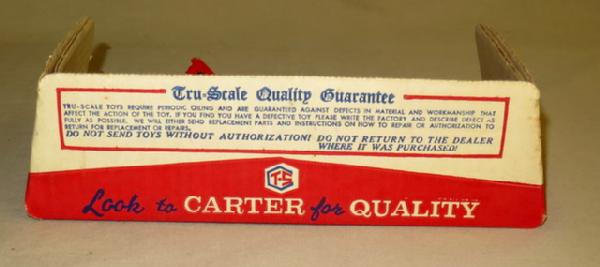 Tru-Scale Quality Guarantee
TRU-SCALE TOYS REQUIRE PERIODIC OILING AND ARE GUARANTIED AGAINST DEFECTS IN MATERIAL AND WORKMANSHIP THAT
AFFECT THE ACTION OF THE TOY. IF YOU FIND YOU HAVE A DEFECTIVE TOY PLEASE WRITE THE FACTORY AND DESCRIBE DEFECT AS
FULLY AS POSSIBLE. WE WILL EITHER SEND REPLACEMENT PARTS AND INSTRUCTIONS ON HOW TO REPAIR OR AUTHORIZATION TO
RETURN FOR REPLACEMENT OR REPAIRS.
DO NOT SEND TOYS WITHOUT AUTHORIZATION! DO NOT RETURN TO THE DEALER
WHERE IT WAS PURCHASED!
TS
Look to CARTER for QUALITY